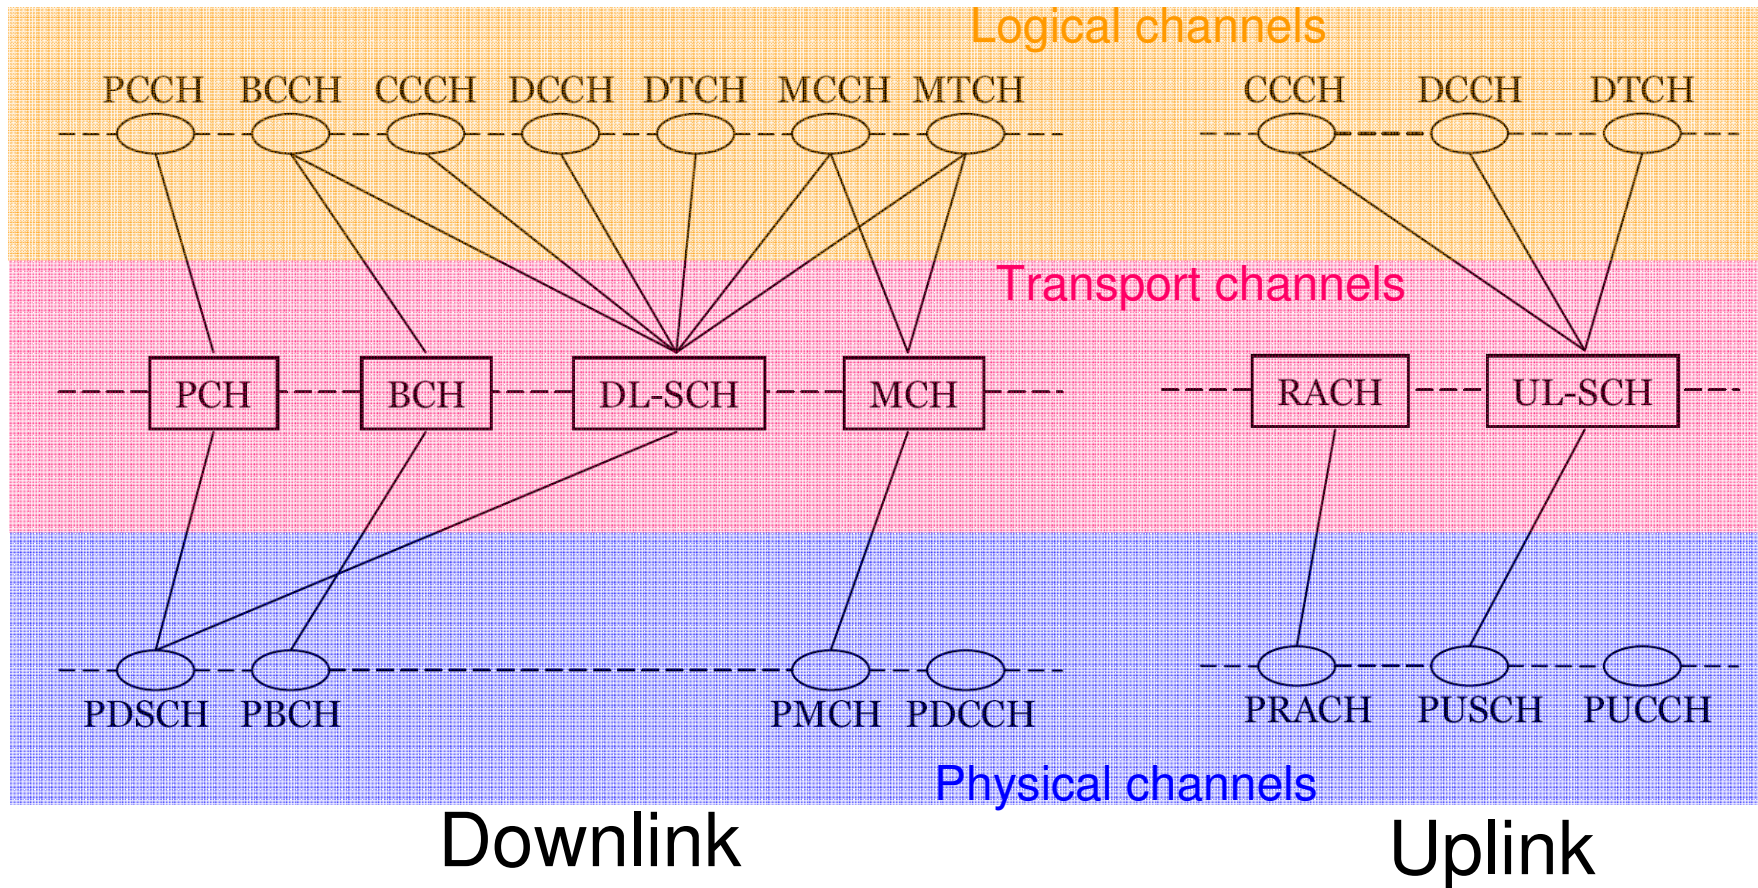 Logical channels
PCCH BCCH CCCH DCCH DTCH MCCH MTCH CCCH DCCH DTCH
Transport channels
PCH BCH DL-SCH MCH RACH UL-SCH
PDSCH PBCH PMCH PDCCH PRACH PUSCH PUCCH
Physical channels
Downlink Uplink